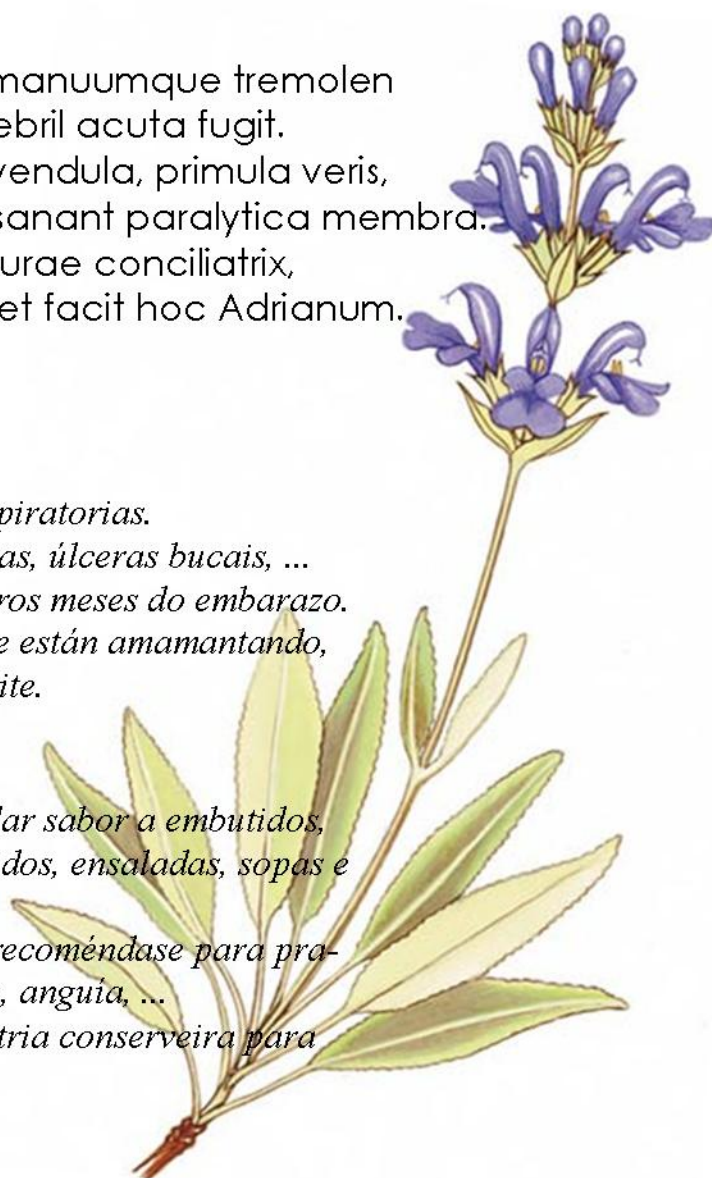 manuumque tremolen
ebril acuta fugit.
vendula, primula veris,
sanant paralytica membra.
urae conciliatrix,
et facit hoc Adrianum.
piratorias.
as, úlceras bucais, ...
ros meses do embarazo.
e están amamantando,
ite.
lar sabor a embutidos,
dos, ensaladas, sopas e
recoméndase para pra-
, anguía, ...
tria conserveira para